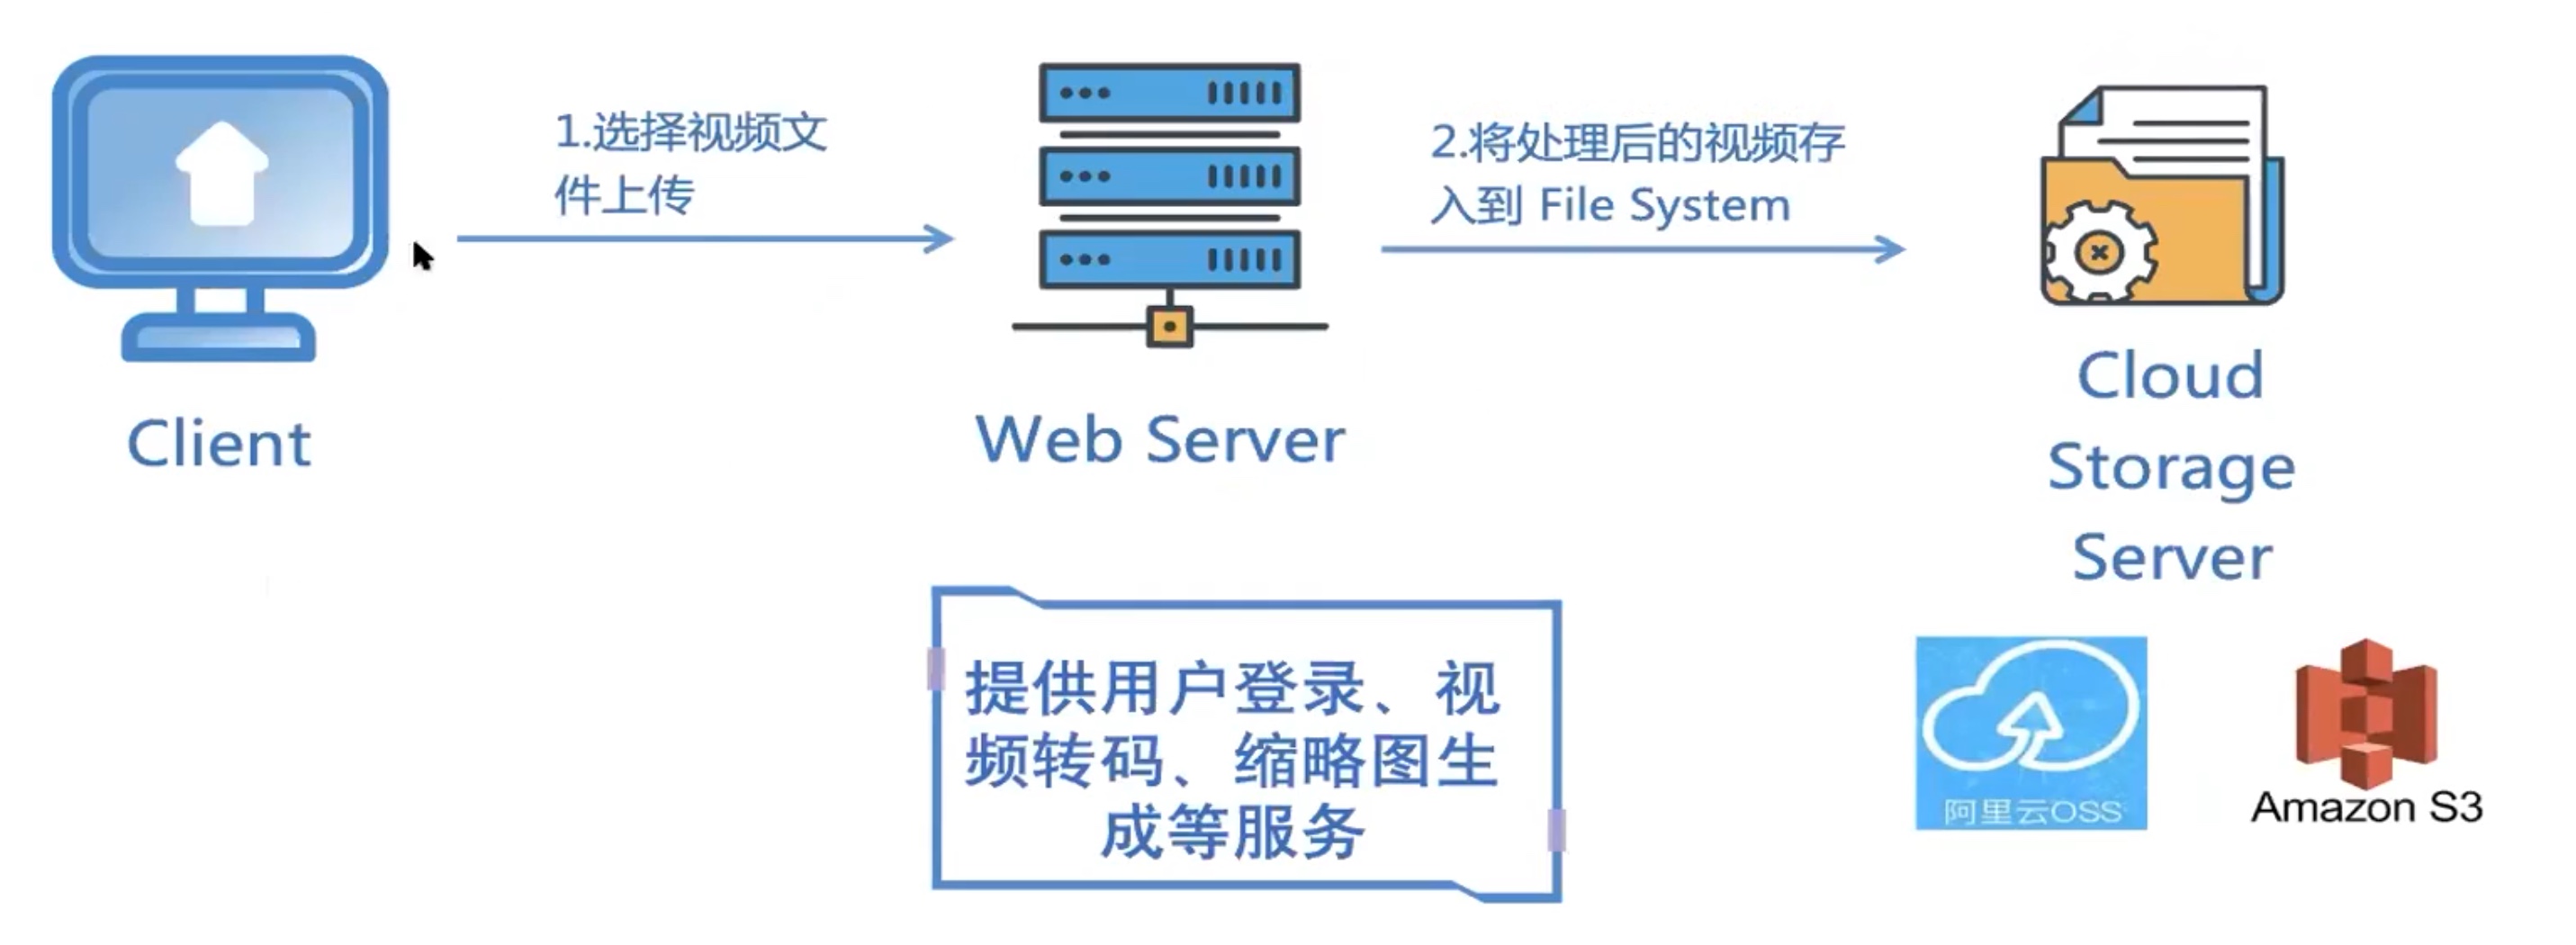 1.选择视频文
件上传
2.将处理后的视频存
入到 File System
Client
Web Server
Cloud
Storage
Server
提供用户登录、视
频转码、缩略图生
成等服务
阿里云OSS
Amazon S3